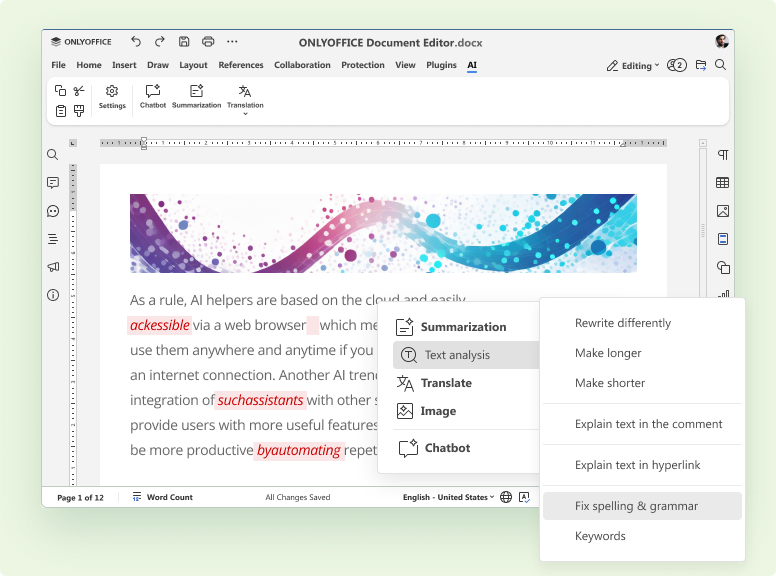 ONLYOFFICE
ONLYOFFICE Document Editor.docx
File Home Insert Draw Layout References Collaboration Protection View Plugins AI
Editing 2
Settings Chatbot Summarization Translation
As a rule, AI helpers are based on the cloud and easily
ackessible via a web browser which me
use them anywhere and anytime if you
an internet connection. Another AI tren
integration of suchassistants with other s
provide users with more useful features
be more productive byautomating repet
Summarization
Text analysis
Translate
Image
Chatbot
Rewrite differently
Make longer
Make shorter
Explain text in the comment
Explain text in hyperlink
Fix spelling & grammar
Keywords
Page 1 of 12 Word Count All Changes Saved English - United States